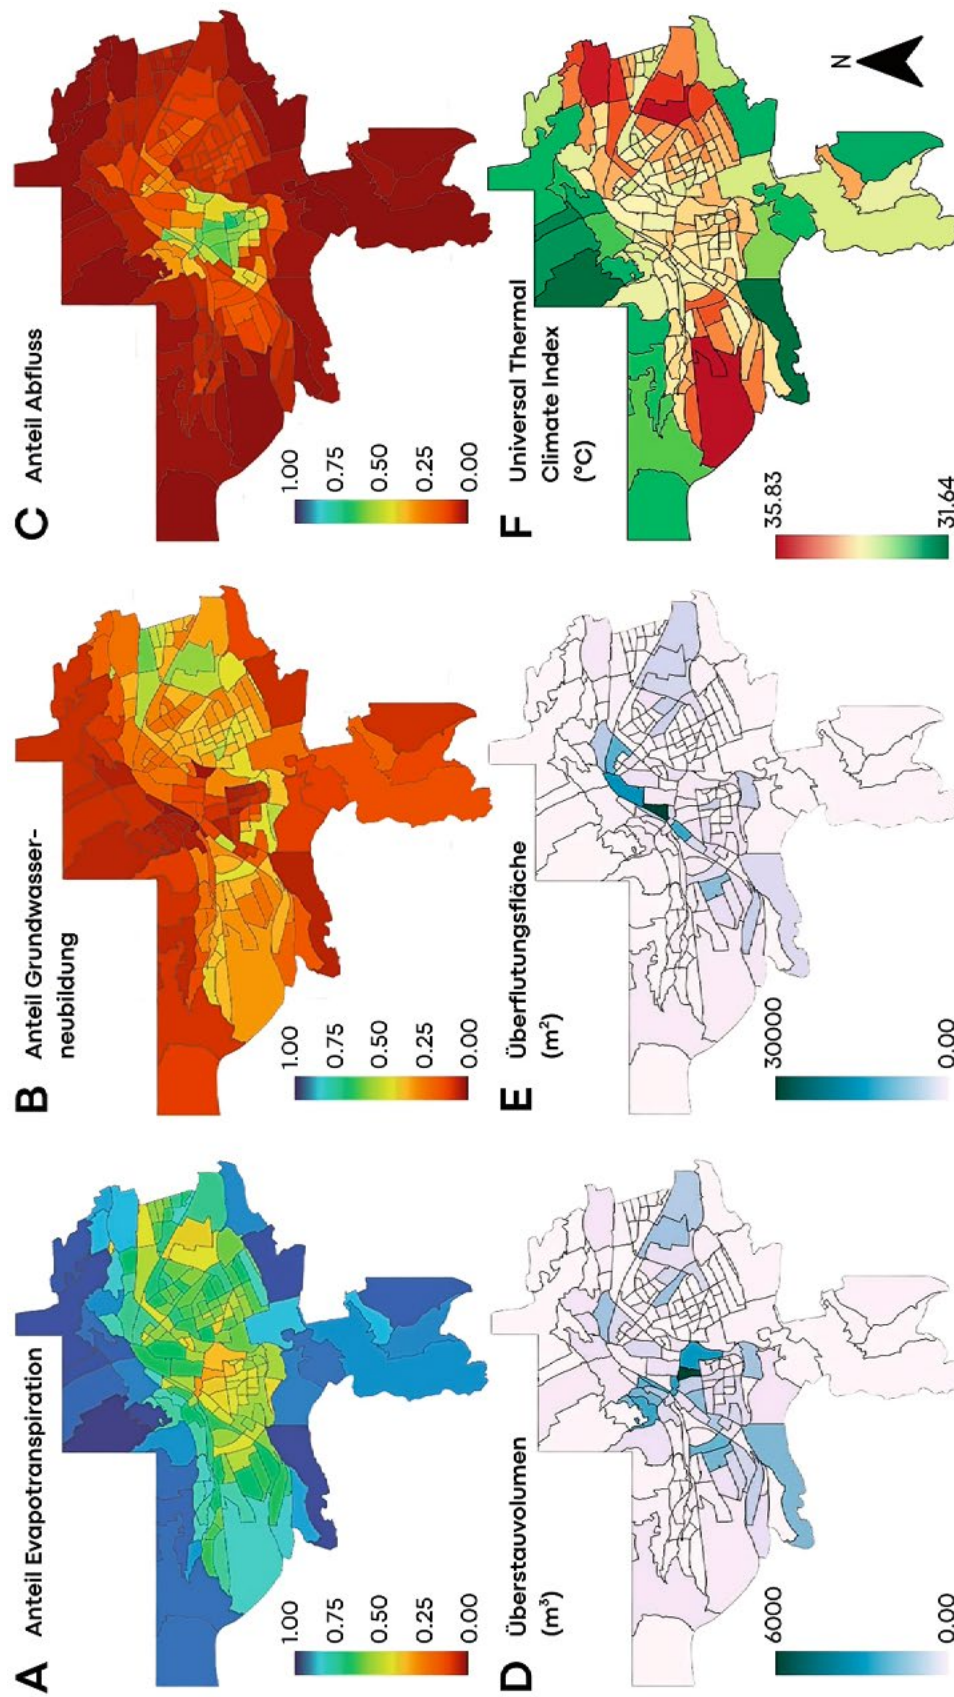 A Anteil Evapotranspiration
1.00
0.75
0.50
0.25
0.00
B Anteil Grundwasser-
neubildung
1.00
0.75
0.50
0.25
0.00
C Anteil Abfluss
1.00
0.75
0.50
0.25
0.00
D Überstauvolumen
(m³)
6000
0.00
E Überflutungsfläche
(m²)
30000
0.00
F Universal Thermal
Climate Index
(°C)
35.83
31.64
N